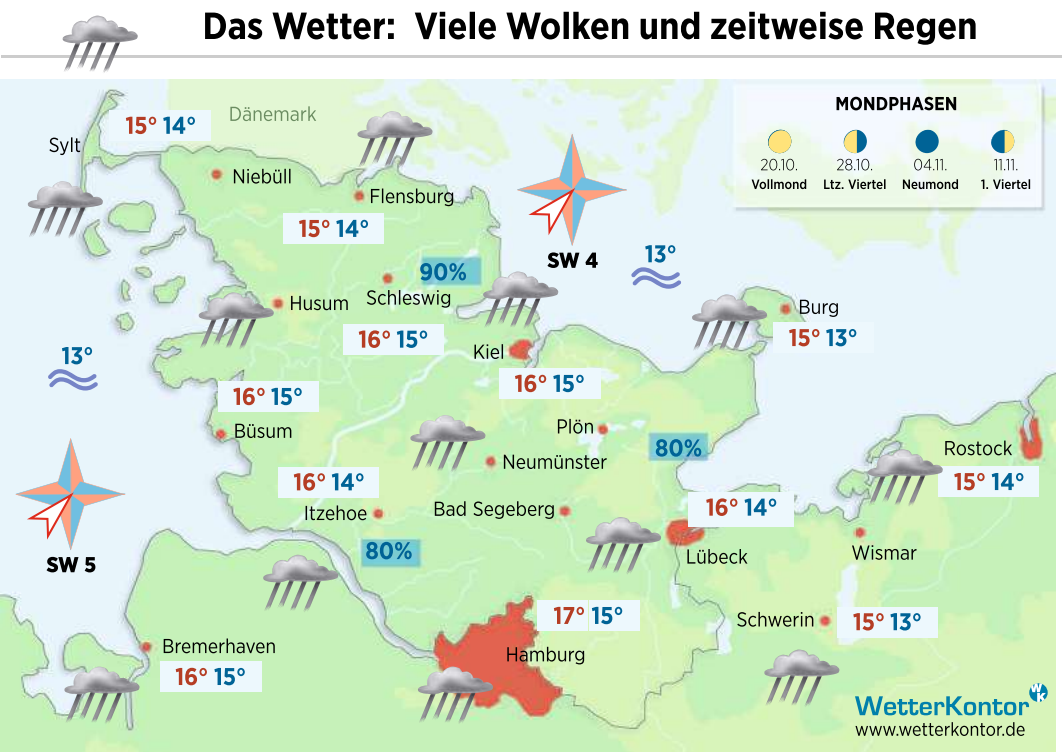 Das Wetter: Viele Wolken und zeitweise Regen
MONDPHASEN
20.10. 28.10. 04.11. 11.11.
Vollmond Ltz. Viertel Neumond 1. Viertel
Dänemark
15° 14°
Sylt
Niebüll
Flensburg
15° 14°
SW 4
13°
90%
Schleswig
Husum
16° 15°
Burg
15° 13°
Kiel
16° 15°
13°
16° 15°
Büsum
Plön
80%
Neumünster
Rostock
15° 14°
16° 14°
Itzehoe
Bad Segeberg
16° 14°
Lübeck
Wismar
80%
SW 5
17° 15°
Schwerin
15° 13°
Bremerhaven
16° 15°
Hamburg
WetterKontor
wk
www.wetterkontor.de